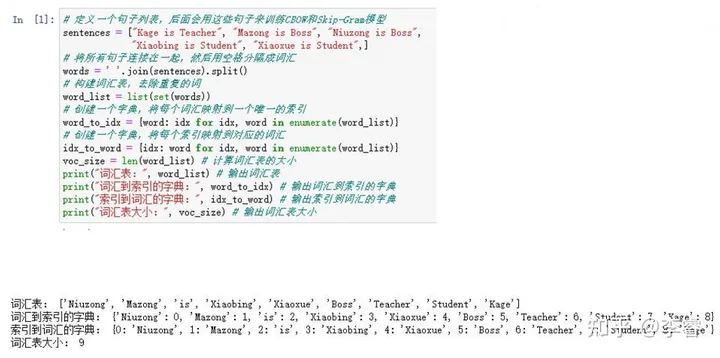 In [1]:
# 定义一个句子列表，后面会用这些句子来训练CBOW和Skip-Gram模型
sentences = ["Kage is Teacher", "Mazong is Boss", "Niuzong is Boss",
"Xiaobing is Student", "Xiaoxue is Student",]
# 将所有句子连接在一起，然后用空格分隔成词汇
words = ' '.join(sentences).split()
# 构建词汇表，去除重复的词
word_list = list(set(words))
# 创建一个字典，将每个词汇映射到一个唯一的索引
word_to_idx = {word: idx for idx, word in enumerate(word_list)}
# 创建一个字典，将每个索引映射到对应的词汇
idx_to_word = {idx: word for idx, word in enumerate(word_list)}
voc_size = len(word_list) # 计算词汇表的大小
print("词汇表：", word_list) # 输出词汇表
print("词汇到索引的字典：", word_to_idx) # 输出词汇到索引的字典
print("索引到词汇的字典：", idx_to_word) # 输出索引到词汇的字典
print("词汇表大小：", voc_size) # 输出词汇表大小
词汇表： ['Niuzong', 'Mazong', 'is', 'Xiaobing', 'Xiaoxue', 'Boss', 'Teacher', 'Student', 'Kage']
词汇到索引的字典： {'Niuzong': 0, 'Mazong': 1, 'is': 2, 'Xiaobing': 3, 'Xiaoxue': 4, 'Boss': 5, 'Teacher': 6, 'Student': 7, 'Kage': 8}
索引到词汇的字典： {0: 'Niuzong', 1: 'Mazong', 2: 'is', 3: 'Xiaobing', 4: 'Xiaoxue', 5: 'Boss', 6: 'Teacher', 7: 'Student', 8: 'Kage'}
词汇表大小： 9
知乎 @李睿